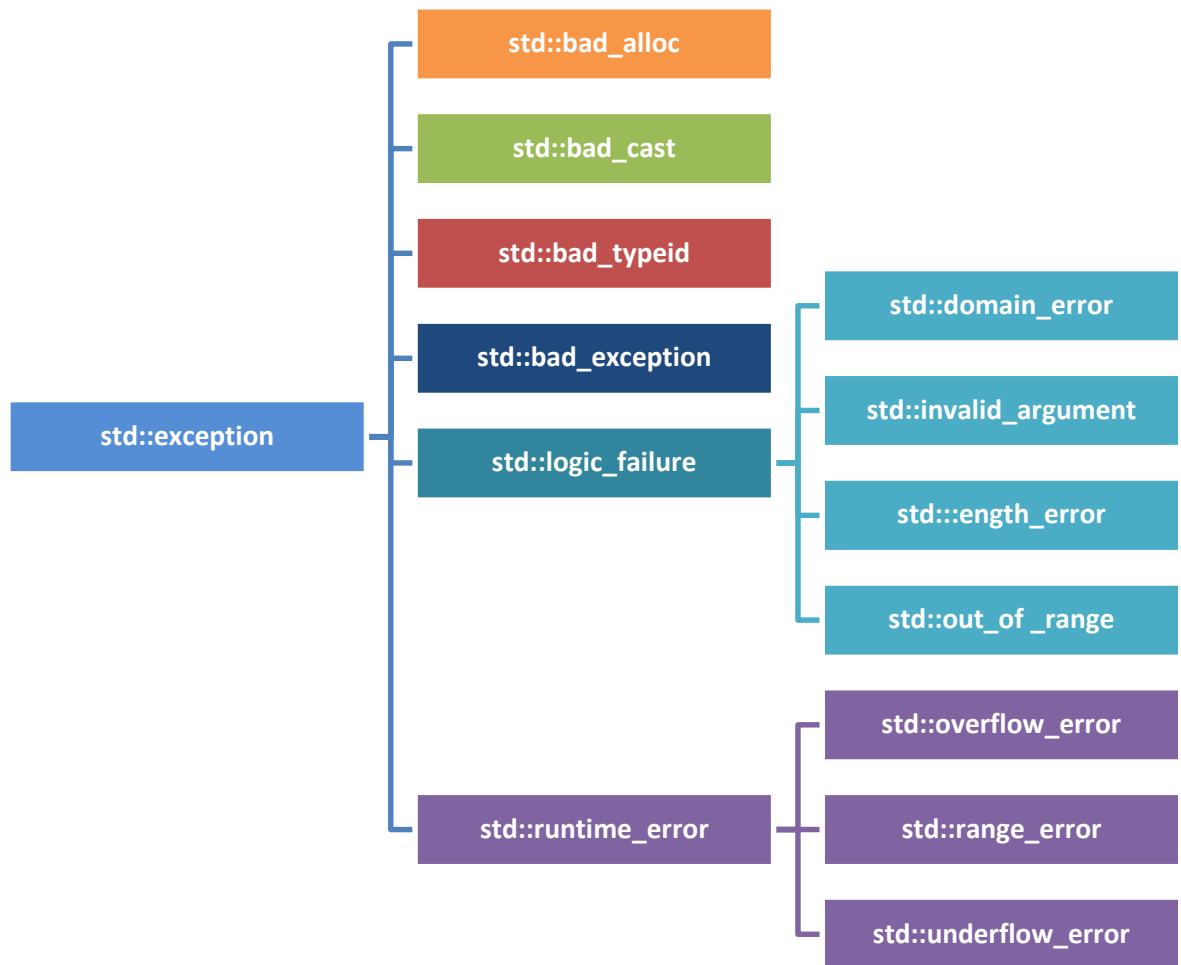 std::bad_alloc
std::bad_cast
std::bad_typeid
std::domain_error
std::bad_exception
std::invalid_argument
std::exception
std::logic_failure
std:::ength_error
std::out_of _range
std::overflow_error
std::runtime_error
std::range_error
std::underflow_error